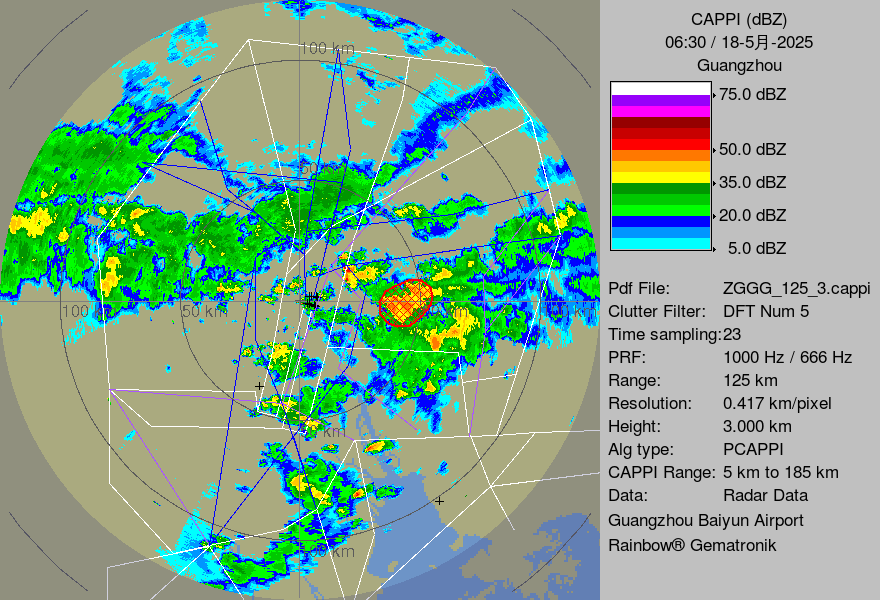 CAPPI (dBZ)
06:30 / 18-5月-2025
Guangzhou
75.0 dBZ
50.0 dBZ
35.0 dBZ
20.0 dBZ
5.0 dBZ
Pdf File: ZGGG_125_3.cappi
Clutter Filter: DFT Num 5
Time sampling: 23
PRF: 1000 Hz / 666 Hz
Range: 125 km
Resolution: 0.417 km/pixel
Height: 3.000 km
Alg type: PCAPPI
CAPPI Range: 5 km to 185 km
Data: Radar Data
Guangzhou Baiyun Airport
Rainbow® Gematronik
100 km
100
50 km
km
km
km